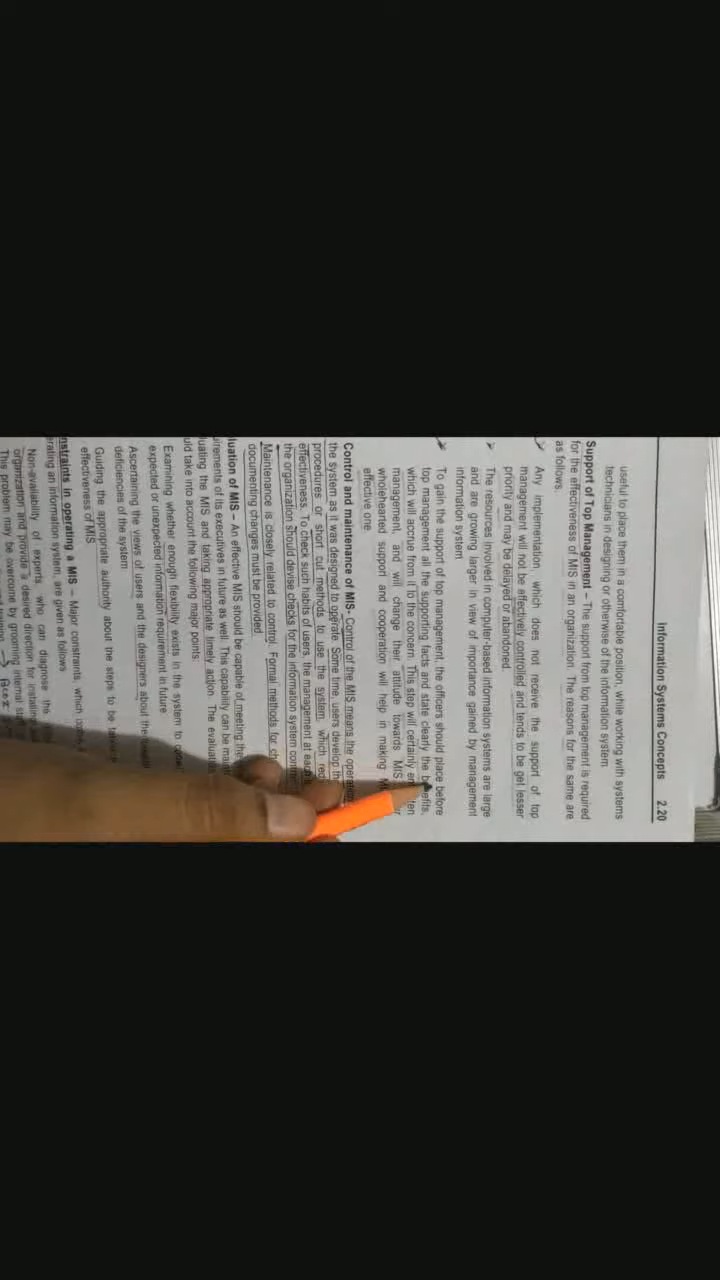 Information Systems Concepts 2.20
useful to place them in a comfortable position, while working with systems
technicians in designing or otherwise of the information system.
Support of Top Management – The support from top management is required
for the effectiveness of MIS in an organization. The reasons for the same are
as follows.
Any implementation, which does not receive the support of top
management will not be effectively controlled and tends to be get lesser
priority and may be delayed or abandoned.
The resources involved in computer-based information systems are large
and are growing larger in view of importance gained by management
information system
To gain the support of top management, the officers should place before
top management all the supporting facts and state clearly the benefits,
which will accrue from it to the concern. This step will certainly
management, and will change their attitude towards MIS
wholehearted support and cooperation will help in making
effective one.
Control and maintenance of MIS- Control of the MIS means the
the system as it was designed to operate. Some time, users develop
procedures or short cut methods to use the system, which
effectiveness. To check such habits of users, the management at each
the organization should devise checks for the information system
Maintenance is closely related to control. Formal methods for
documenting changes must be provided.
luation of MIS – An effective MIS should be capable of meeting the
uirements of its executives in future as well. This capability can be
luating the MIS and taking appropriate timely action. The
uld take into account the following major points:
Examining whether enough flexibility exists in the system to
expected or unexpected information requirement in future
Ascertaining the views of users and the designers about the
deficiencies of the system
Guiding the appropriate authority about the steps to be
effectiveness of MIS
nstraints in operating a MIS – Major constraints, which
erating an information system, are given as follows
Non-availability of experts, who can diagnose the
organization and provide a desired direction for installing
This problem may be overcome by grooming internal